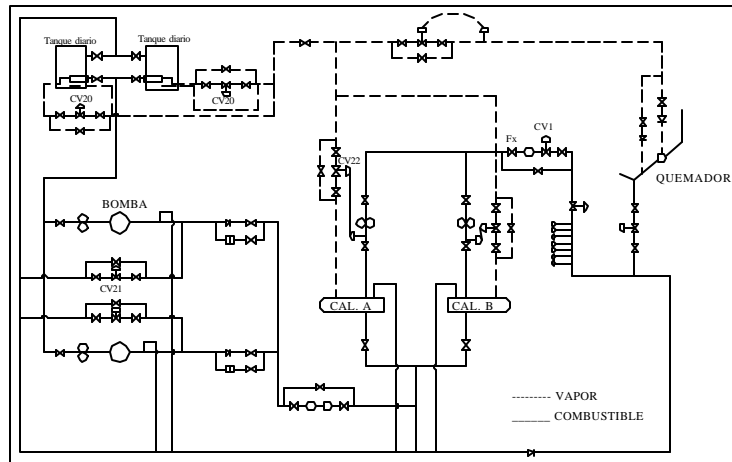 Tanque diario
Tanque diario
CV20
CV20
Fx
CV1
CV22
QUEMADOR
BOMBA
CV21
CAL. A
CAL. B
--------- VAPOR
______ COMBUSTIBLE